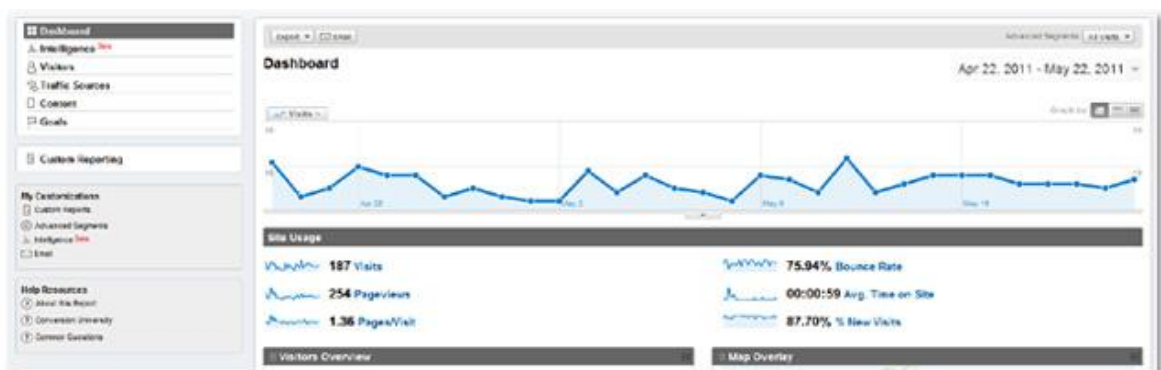 Dashboard
Intelligence Beta
Visitors
Traffic Sources
Content
Goals
Custom Reporting
My Customizations
Custom Reports
Advanced Segments
Intelligence Beta
Email
Help Resources
About this Report
Conversion University
Common Questions
Export Email
Advanced Segments: All Visits
Dashboard
Apr 22, 2011 - May 22, 2011
Visits
Graph by:
Site Usage
187 Visits
75.94% Bounce Rate
254 Pageviews
00:00:59 Avg. Time on Site
1.36 Pages/Visit
87.70% % New Visits
Visitors Overview
Map Overlay